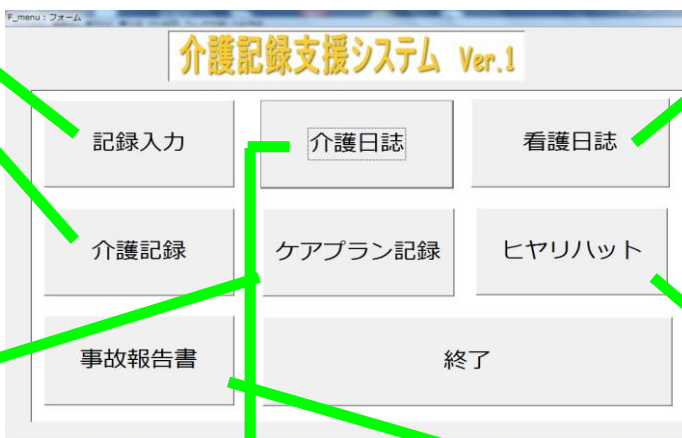 F_menu : フォーム
介護記録支援システム Ver.1
記録入力
介護日誌
看護日誌
介護記録
ケアプラン記録
ヒヤリハット
事故報告書
終了